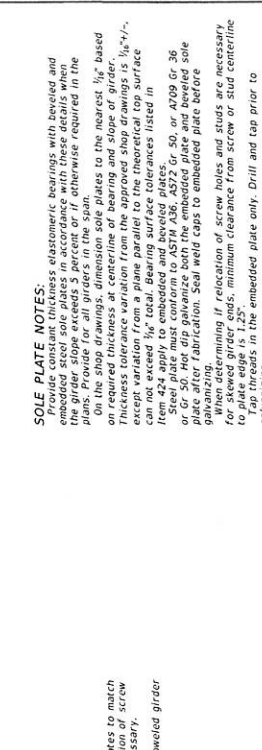 SOLE PLATE NOTES:
Provide constant thickness elastomeric bearings with beveled and
embedded steel sole plates in accordance with these details when
the girder slope exceeds 5 percent or if otherwise required in the
plans. Provide for all girders in the span.
On the shop drawings, dimension sole plates to the nearest 1/16" based
on required thickness at centerline of bearing and slope of girder.
Thickness tolerance variation from the approved shop drawings is 1/16"+/-,
except variation from a plane parallel to the theoretical top surface
can not exceed 1/16" total. Bearing surface tolerances listed in
Item 424 apply to embedded and beveled plates.
Steel plate must conform to ASTM A36, A572 Gr 50, or A709 Gr 36
or Gr 50. Hot dip galvanize both the embedded and beveled sole
plate after fabrication. Seal weld caps to embedded plate before
galvanizing.
When determining if relocation of screw holes and studs are necessary
for skewed girder ends, minimum clearance from screw or stud centerline
to plate edge is 1.25".
Tap threads in the embedded plate only. Drill and tap prior to
ates to match
ion of screw
ssary.
oweled girder